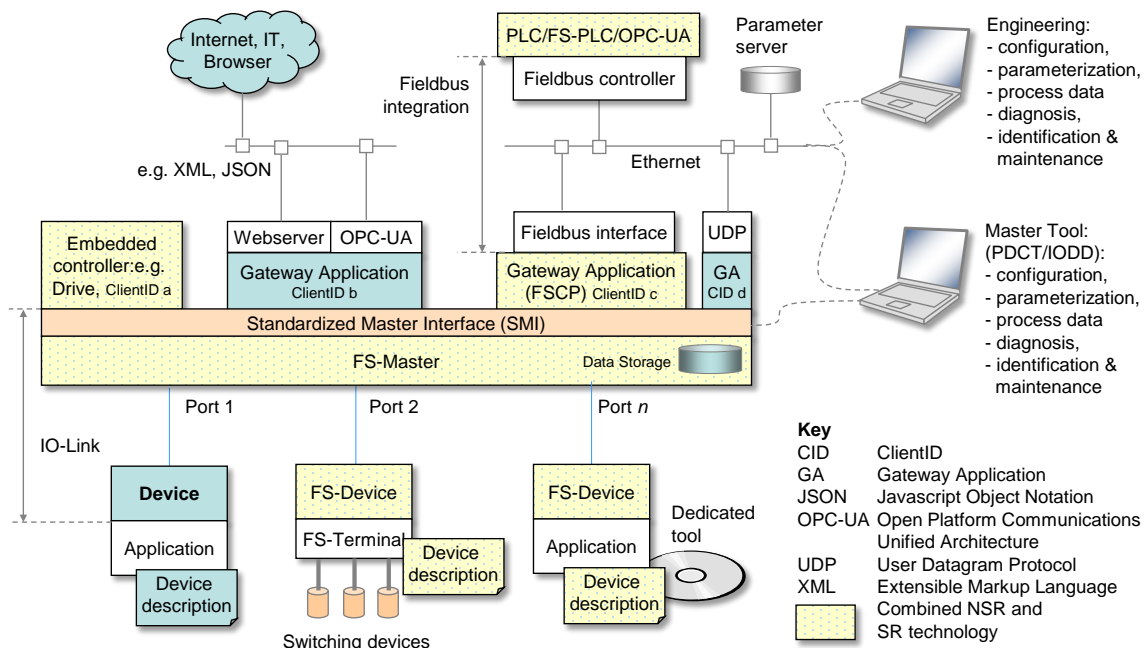 Internet, IT,
Browser
e.g. XML, JSON
Fieldbus
integration
PLC/FS-PLC/OPC-UA
Fieldbus controller
Parameter
server
Ethernet
Engineering:
- configuration,
- parameterization,
- process data
- diagnosis,
- identification &
maintenance
Embedded
controller:e.g.
Drive, ClientID a
Webserver
OPC-UA
Gateway Application
ClientID b
Fieldbus interface
Gateway Application
(FSCP) ClientID c
UDP
GA
CID d
Master Tool:
(PDCT/IODD):
- configuration,
- parameterization,
- process data
- diagnosis,
- identification &
maintenance
Standardized Master Interface (SMI)
FS-Master
Data Storage
Port 1
Port 2
Port n
IO-Link
Device
Application
Device
description
FS-Device
FS-Terminal
Device
description
Switching devices
FS-Device
Application
Device
description
Dedicated
tool
Key
CID ClientID
GA Gateway Application
JSON Javascript Object Notation
OPC-UA Open Platform Communications
Unified Architecture
UDP User Datagram Protocol
XML Extensible Markup Language
Combined NSR and
SR technology